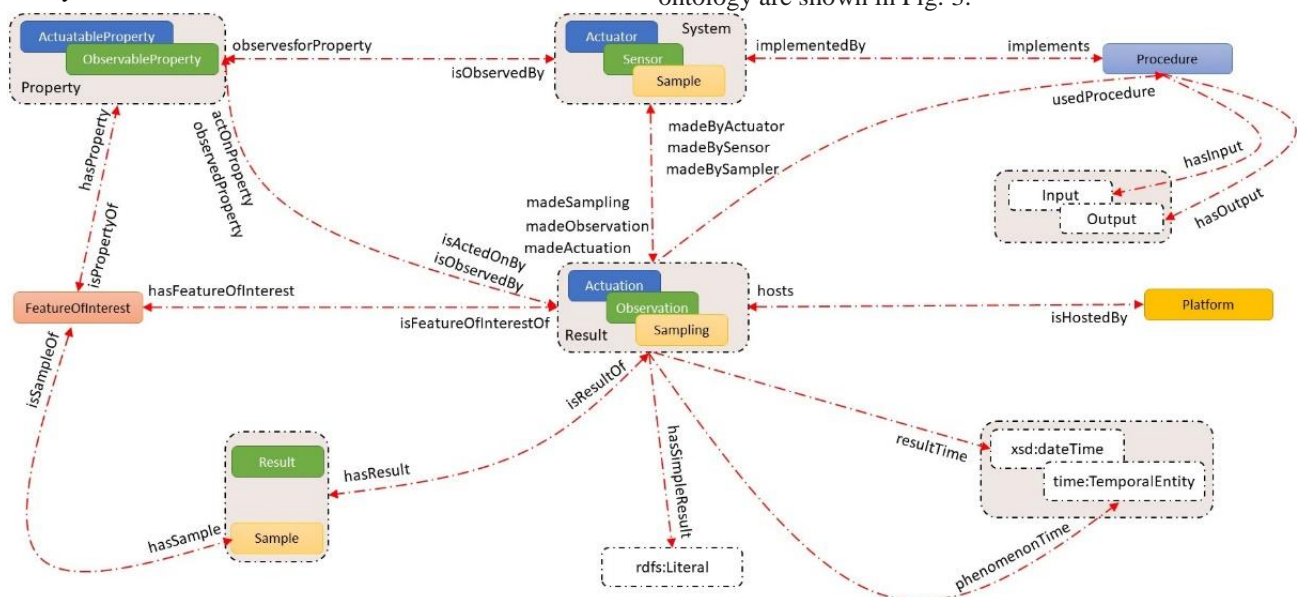 ontology are shown in Fig. 3.
ActuatableProperty
ObservableProperty
Property
observesforProperty
isObservedBy
Actuator
System
Sensor
Sample
implementedBy
implements
Procedure
usedProcedure
hasInput
hasOutput
Input
Output
madeByActuator
madeBySensor
madeBySampler
madeSampling
madeObservation
madeActuation
actOnProperty
observedProperty
hasProperty
isPropertyOf
isActedOnBy
isObservedBy
FeatureOfInterest
hasFeatureOfInterest
isFeatureOfInterestOf
Actuation
Observation
Sampling
Result
hosts
isHostedBy
Platform
isSampleOf
hasSample
Result
Sample
hasResult
isResultOf
hasSimpleResult
rdfs:Literal
resultTime
phenomenonTime
xsd:dateTime
time:TemporalEntity